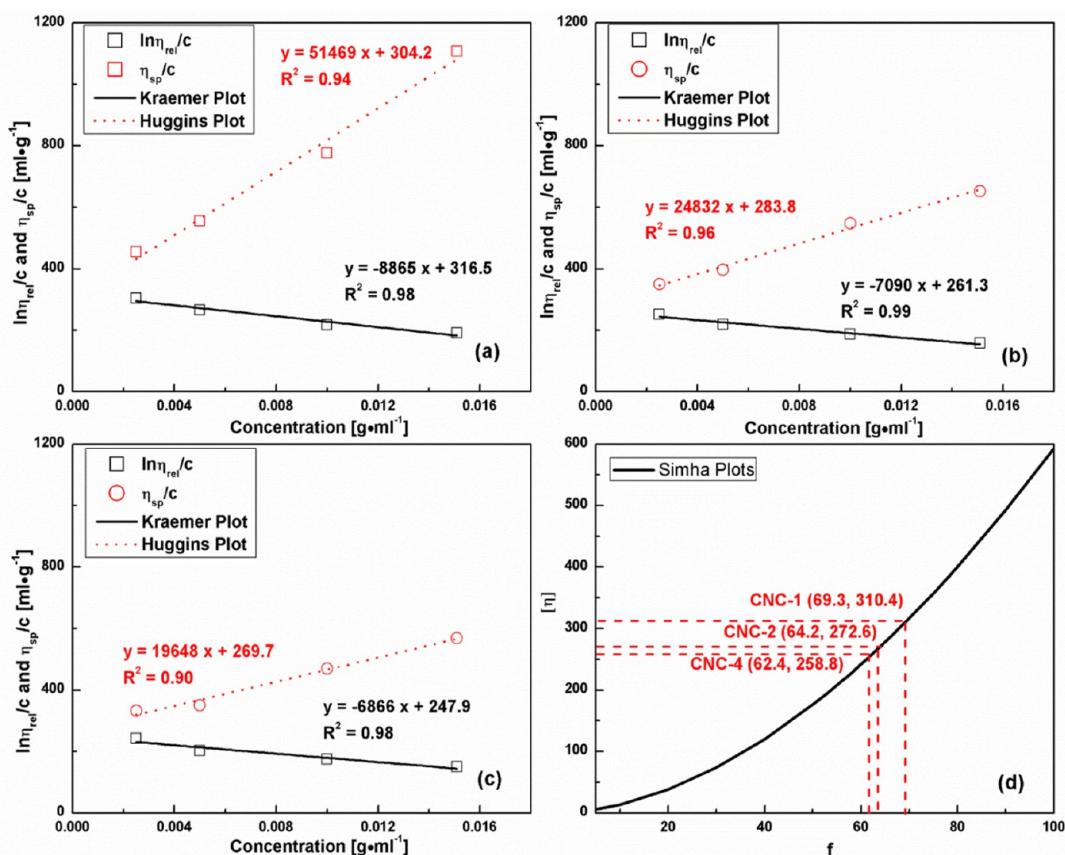 1200
800
400
0
lnη_rel/c and η_sp/c [ml•g⁻¹]
lnη_rel/c
η_sp/c
Kraemer Plot
Huggins Plot
y = 51469 x + 304.2
R² = 0.94
y = -8865 x + 316.5
R² = 0.98
(a)
0.000 0.004 0.008 0.012 0.016
Concentration [g•ml⁻¹]
1200
800
400
0
lnη_rel/c and η_sp/c [ml•g⁻¹]
lnη_rel/c
η_sp/c
Kraemer Plot
Huggins Plot
y = 24832 x + 283.8
R² = 0.96
y = -7090 x + 261.3
R² = 0.99
(b)
0.000 0.004 0.008 0.012 0.016
Concentration [g•ml⁻¹]
1200
800
400
0
lnη_rel/c and η_sp/c [ml•g⁻¹]
lnη_rel/c
η_sp/c
Kraemer Plot
Huggins Plot
y = 19648 x + 269.7
R² = 0.90
y = -6866 x + 247.9
R² = 0.98
(c)
0.000 0.004 0.008 0.012 0.016
Concentration [g•ml⁻¹]
600
500
400
300
200
100
0
[η]
Simha Plots
CNC-1 (69.3, 310.4)
CNC-2 (64.2, 272.6)
CNC-4 (62.4, 258.8)
(d)
20 40 60 80 100
f